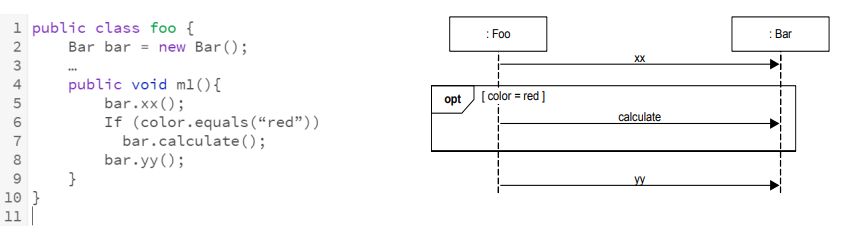 1 public class foo {
2 Bar bar = new Bar();
3 …
4 public void m1(){
5 bar.xx();
6 If (color.equals(“red”))
7 bar.calculate();
8 bar.yy();
9 }
10 }
11
: Foo
: Bar
xx
opt
[ color = red ]
calculate
yy